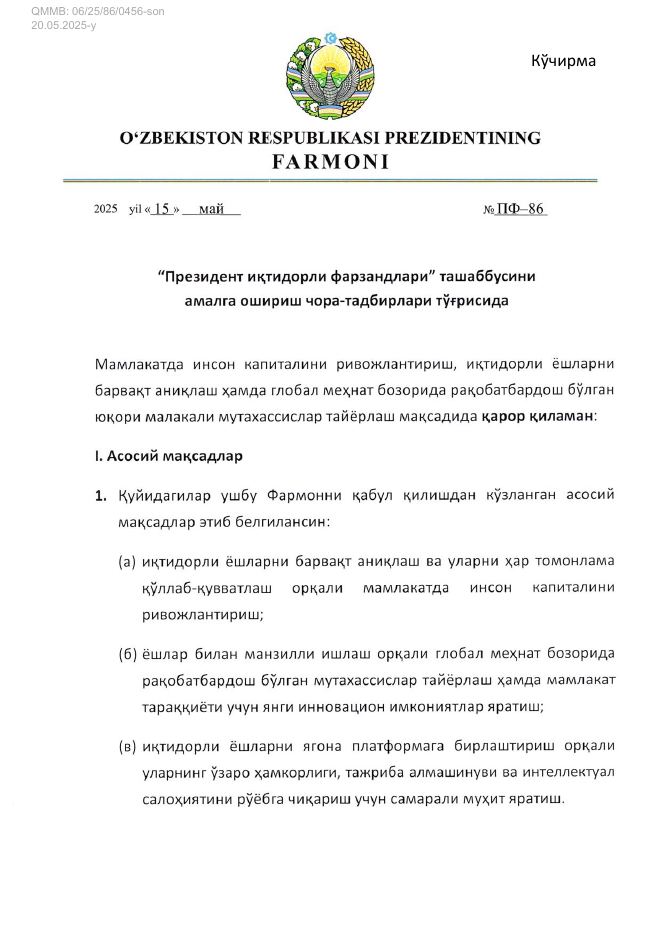 QMMB: 06/25/86/0456-son
20.05.2025-y
Кўчирма
O‘ZBEKISTON RESPUBLIKASI PREZIDENTINING
FARMONI
2025 yil « 15 » май
№ ПФ–86
“Президент иқтидорли фарзандлари” ташаббусини
амалга ошириш чора-тадбирлари тўғрисида
Мамлакатда инсон капиталини ривожлантириш, иқтидорли ёшларни
барвақт аниқлаш ҳамда глобал меҳнат бозорида рақобатбардош бўлган
юқори малакали мутахассислар тайёрлаш мақсадида қарор қиламан:
I. Асосий мақсадлар
1. Қуйидагилар ушбу Фармонни қабул қилишдан кўзланган асосий
мақсадлар этиб белгилансин:
(а) иқтидорли ёшларни барвақт аниқлаш ва уларни ҳар томонлама
қўллаб-қувватлаш орқали мамлакатда инсон капиталини
ривожлантириш;
(б) ёшлар билан манзилли ишлаш орқали глобал меҳнат бозорида
рақобатбардош бўлган мутахассислар тайёрлаш ҳамда мамлакат
тараққиёти учун янги инновацион имкониятлар яратиш;
(в) иқтидорли ёшларни ягона платформага бирлаштириш орқали
уларнинг ўзаро ҳамкорлиги, тажриба алмашинуви ва интеллектуал
салоҳиятини рўёбга чиқариш учун самарали муҳит яратиш.